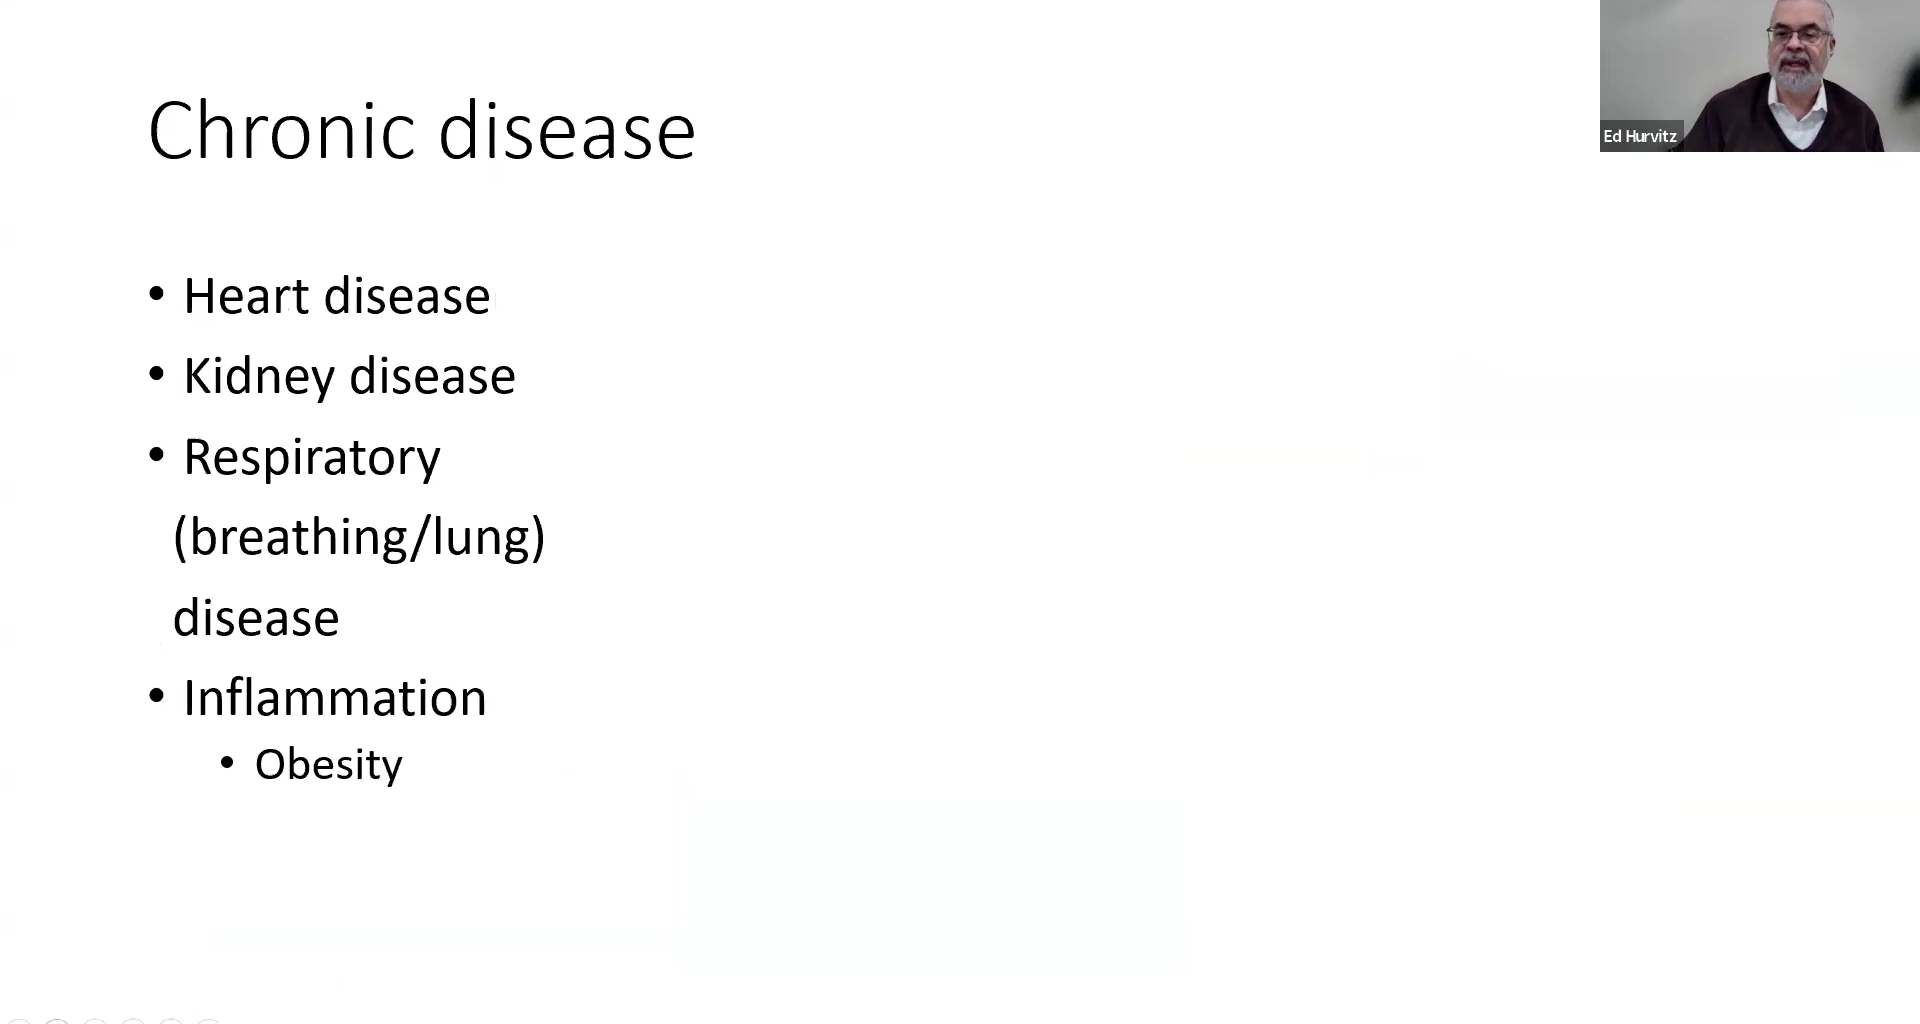 Chronic disease
• Heart disease
• Kidney disease
• Respiratory
(breathing/lung)
disease
• Inflammation
• Obesity
Ed Hurvitz